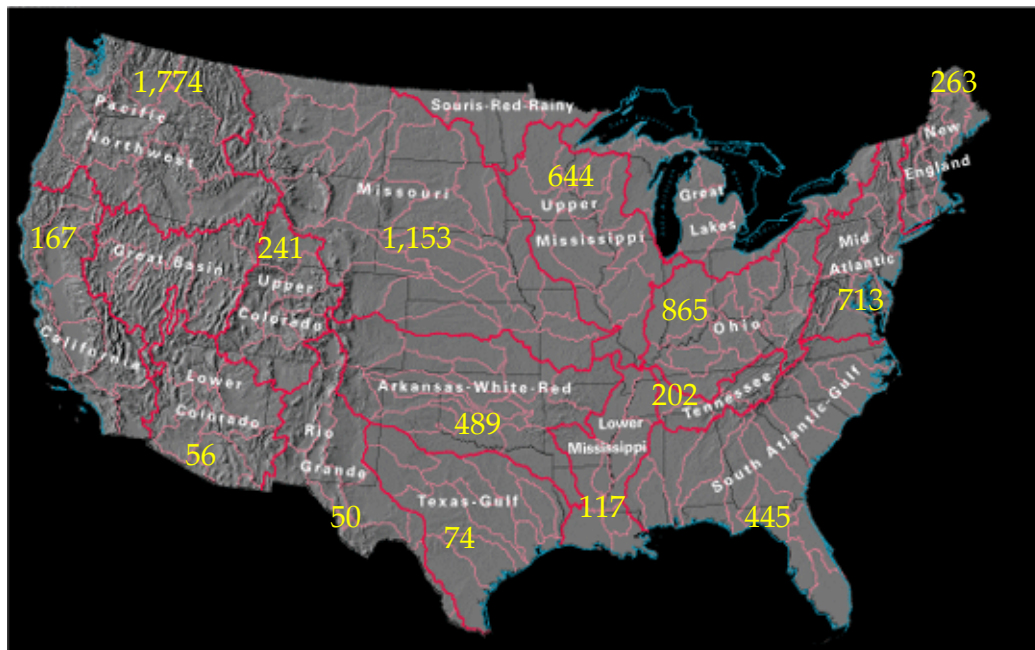 1,774
Pacific
Northwest
Souris-Red-Rainy
263
New
England
Missouri
644
Upper
Mississippi
Great
Lakes
167
Great Basin
241
Upper
Colorado
1,153
865
Ohio
Mid
Atlantic
713
California
Lower
Colorado
56
Rio
Grande
50
Arkansas-White-Red
489
202
Tennessee
Lower
Mississippi
117
South Atlantic-Gulf
445
Texas-Gulf
74